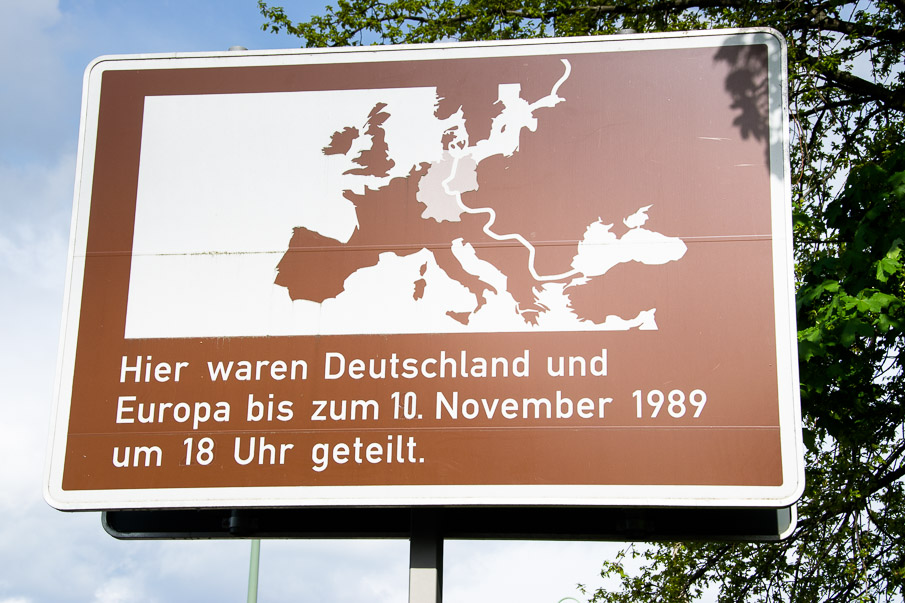 Hier waren Deutschland und
Europa bis zum 10. November 1989
um 18 Uhr geteilt.